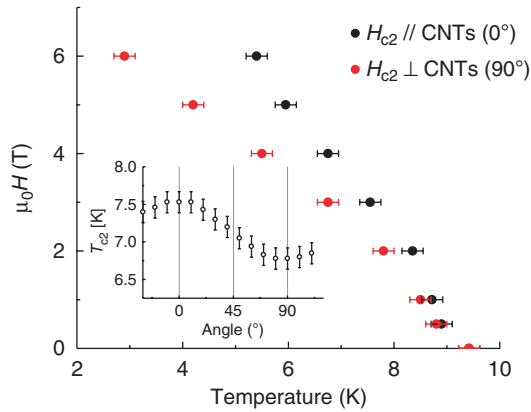 H_c2 // CNTs (0°)
H_c2 ⊥ CNTs (90°)
6
4
2
0
μ₀H (T)
8.0
7.5
7.0
6.5
T_c2 [K]
0 45 90
Angle (°)
2 4 6 8 10
Temperature (K)